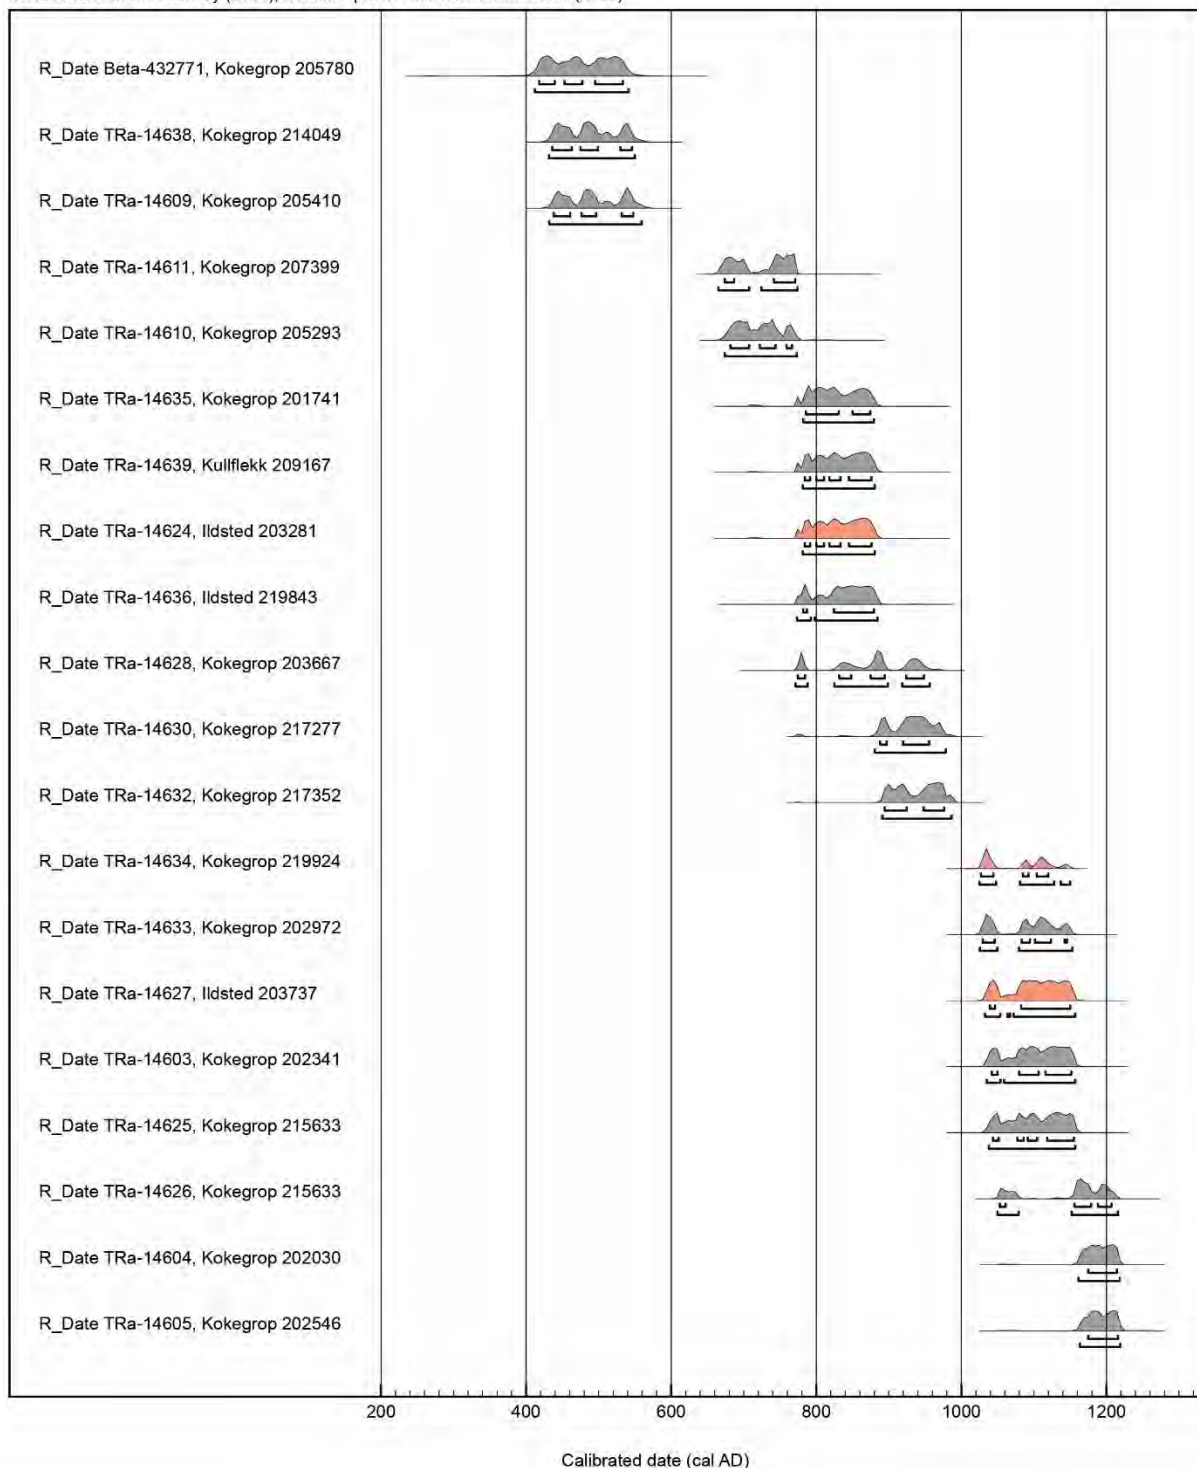 R_Date Beta-432771, Kokegrop 205780
R_Date TRa-14638, Kokegrop 214049
R_Date TRa-14609, Kokegrop 205410
R_Date TRa-14611, Kokegrop 207399
R_Date TRa-14610, Kokegrop 205293
R_Date TRa-14635, Kokegrop 201741
R_Date TRa-14639, Kullflekk 209167
R_Date TRa-14624, Ildsted 203281
R_Date TRa-14636, Ildsted 219843
R_Date TRa-14628, Kokegrop 203667
R_Date TRa-14630, Kokegrop 217277
R_Date TRa-14632, Kokegrop 217352
R_Date TRa-14634, Kokegrop 219924
R_Date TRa-14633, Kokegrop 202972
R_Date TRa-14627, Ildsted 203737
R_Date TRa-14603, Kokegrop 202341
R_Date TRa-14625, Kokegrop 215633
R_Date TRa-14626, Kokegrop 215633
R_Date TRa-14604, Kokegrop 202030
R_Date TRa-14605, Kokegrop 202546
200 400 600 800 1000 1200
Calibrated date (cal AD)